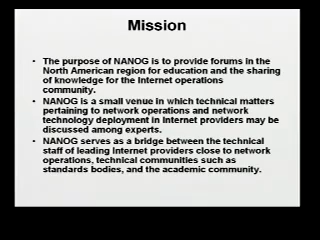 Mission
• The purpose of NANOG is to provide forums in the
North American region for education and the sharing
of knowledge for the Internet operations
community.
• NANOG is a small venue in which technical matters
pertaining to network operations and network
technology deployment in Internet providers may be
discussed among experts.
• NANOG serves as a bridge between the technical
staff of leading Internet providers close to network
operations, technical communities such as
standards bodies, and the academic community.